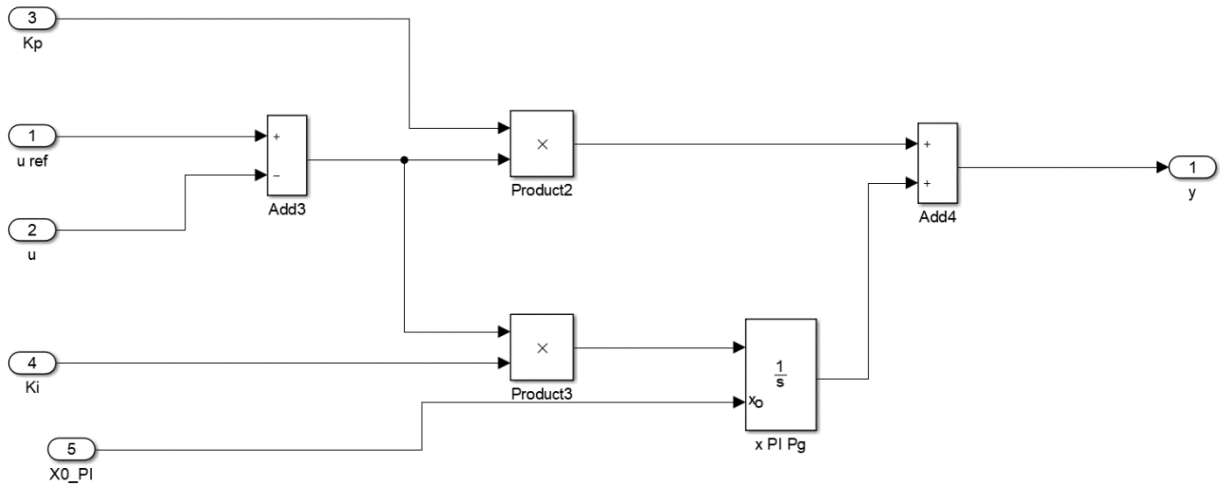 3
Kp
1
u ref
+
−
Add3
2
u
×
Product2
+
+
Add4
1
y
4
Ki
×
Product3
1
s
xo
x PI Pg
5
X0_PI